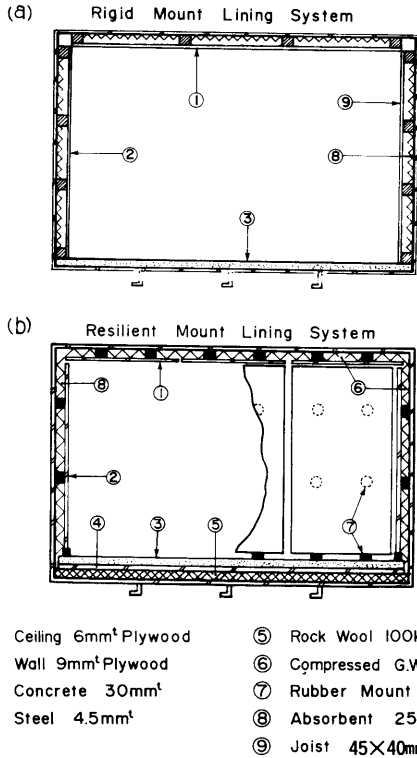 (a) Rigid Mount Lining System
①
⑨
②
⑧
③
(b) Resilient Mount Lining System
⑧
①
⑥
②
④ ③ ⑤
⑦
Ceiling 6mmᵗ Plywood
Wall 9mmᵗ Plywood
Concrete 30mmᵗ
Steel 4.5mmᵗ
⑤ Rock Wool
⑥ Compressed
⑦ Rubber Mount
⑧ Absorbent
⑨ Joist